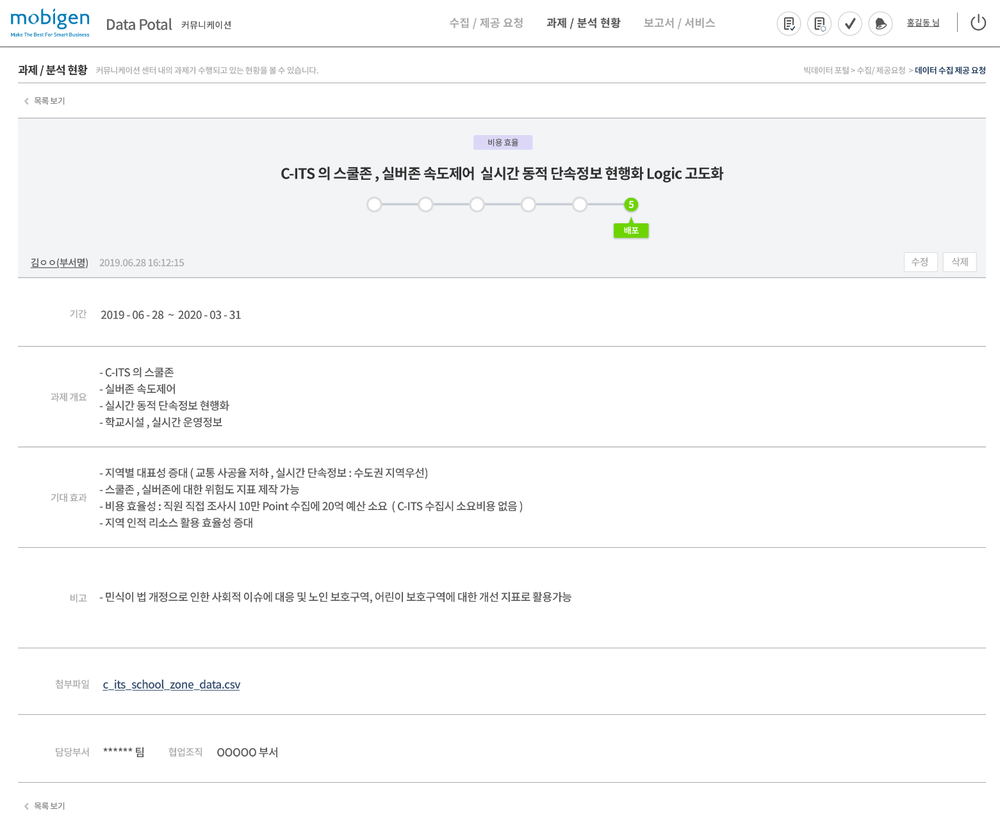 mobigen
Make The Best For Smart Business
Data Potal 커뮤니케이션
수집 / 제공 요청 과제 / 분석 현황 보고서 / 서비스
홍길동 님
과제 / 분석 현황 커뮤니케이션 센터 내의 과제가 수행되고 있는 현황을 볼 수 있습니다.
빅데이터 포털 > 수집/ 제공요청 > 데이터 수집 제공 요청
목록 보기
비용 효율
C-ITS 의 스쿨존 , 실버존 속도제어 실시간 동적 단속정보 현행화 Logic 고도화
5
배포
김ㅇㅇ(부서명) 2019.06.28 16:12:15
수정 삭제
기간 2019 - 06 - 28 ~ 2020 - 03 - 31
과제 개요
- C-ITS 의 스쿨존
- 실버존 속도제어
- 실시간 동적 단속정보 현행화
- 학교시설 , 실시간 운영정보
기대 효과
- 지역별 대표성 증대 ( 교통 사공율 저하 , 실시간 단속정보 : 수도권 지역우선)
- 스쿨존 , 실버존에 대한 위험도 지표 제작 가능
- 비용 효율성 : 직원 직접 조사시 10만 Point 수집에 20억 예산 소요 ( C-ITS 수집시 소요비용 없음 )
- 지역 인적 리소스 활용 효율성 증대
비고 - 민식이 법 개정으로 인한 사회적 이슈에 대응 및 노인 보호구역, 어린이 보호구역에 대한 개선 지표로 활용가능
첨부파일 c_its_school_zone_data.csv
담당부서 ****** 팀 협업조직 OOOOO 부서
목록 보기